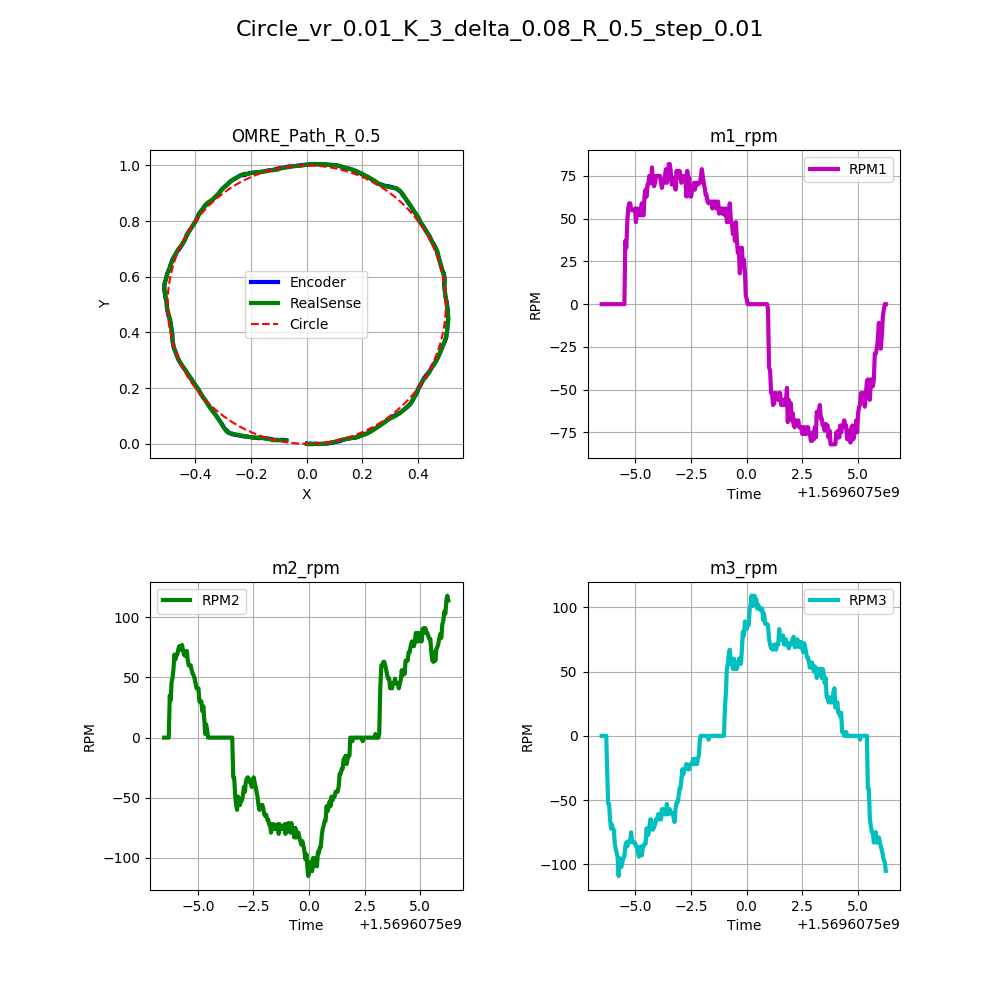 Circle_vr_0.01_K_3_delta_0.08_R_0.5_step_0.01
OMRE_Path_R_0.5
1.0
0.8
0.6
0.4
0.2
0.0
Y
Encoder
RealSense
Circle
−0.4
−0.2
0.0
0.2
0.4
X
m1_rpm
75
50
25
0
−25
−50
−75
RPM
RPM1
−5.0
−2.5
0.0
2.5
5.0
Time
+1.5696075e9
m2_rpm
100
50
0
−50
−100
RPM
RPM2
−5.0
−2.5
0.0
2.5
5.0
Time
+1.5696075e9
m3_rpm
100
50
0
−50
−100
RPM
RPM3
−5.0
−2.5
0.0
2.5
5.0
Time
+1.5696075e9